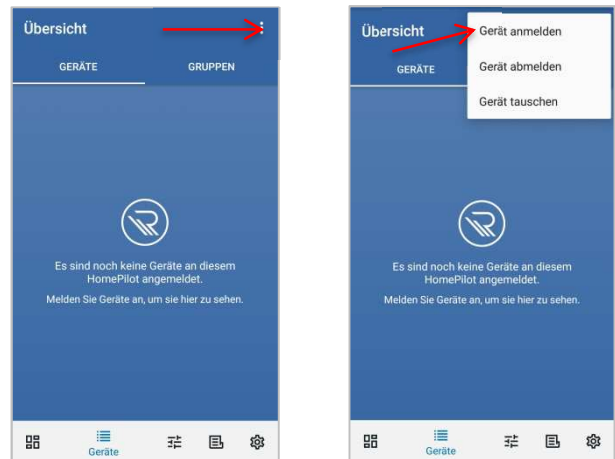 Übersicht
GERÄTE GRUPPEN
Es sind noch keine Geräte an diesem
HomePilot angemeldet.
Melden Sie Geräte an, um sie hier zu sehen.
Geräte
Übersicht
Gerät anmelden
GERÄTE
Gerät abmelden
Gerät tauschen
Es sind noch keine Geräte an diesem
HomePilot angemeldet.
Melden Sie Geräte an, um sie hier zu sehen.
Geräte